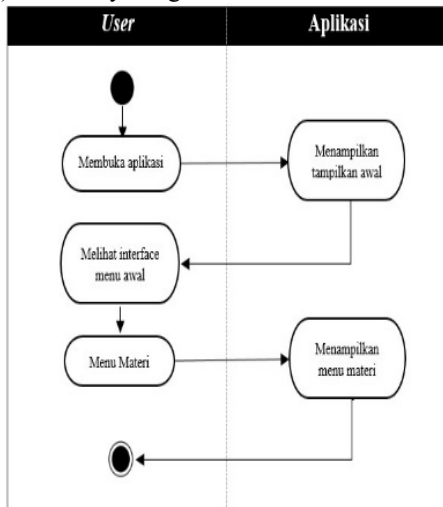 User
Aplikasi
Membuka aplikasi
Menampilkan
tampilkan awal
Melihat interface
menu awal
Menu Materi
Menampilkan
menu materi